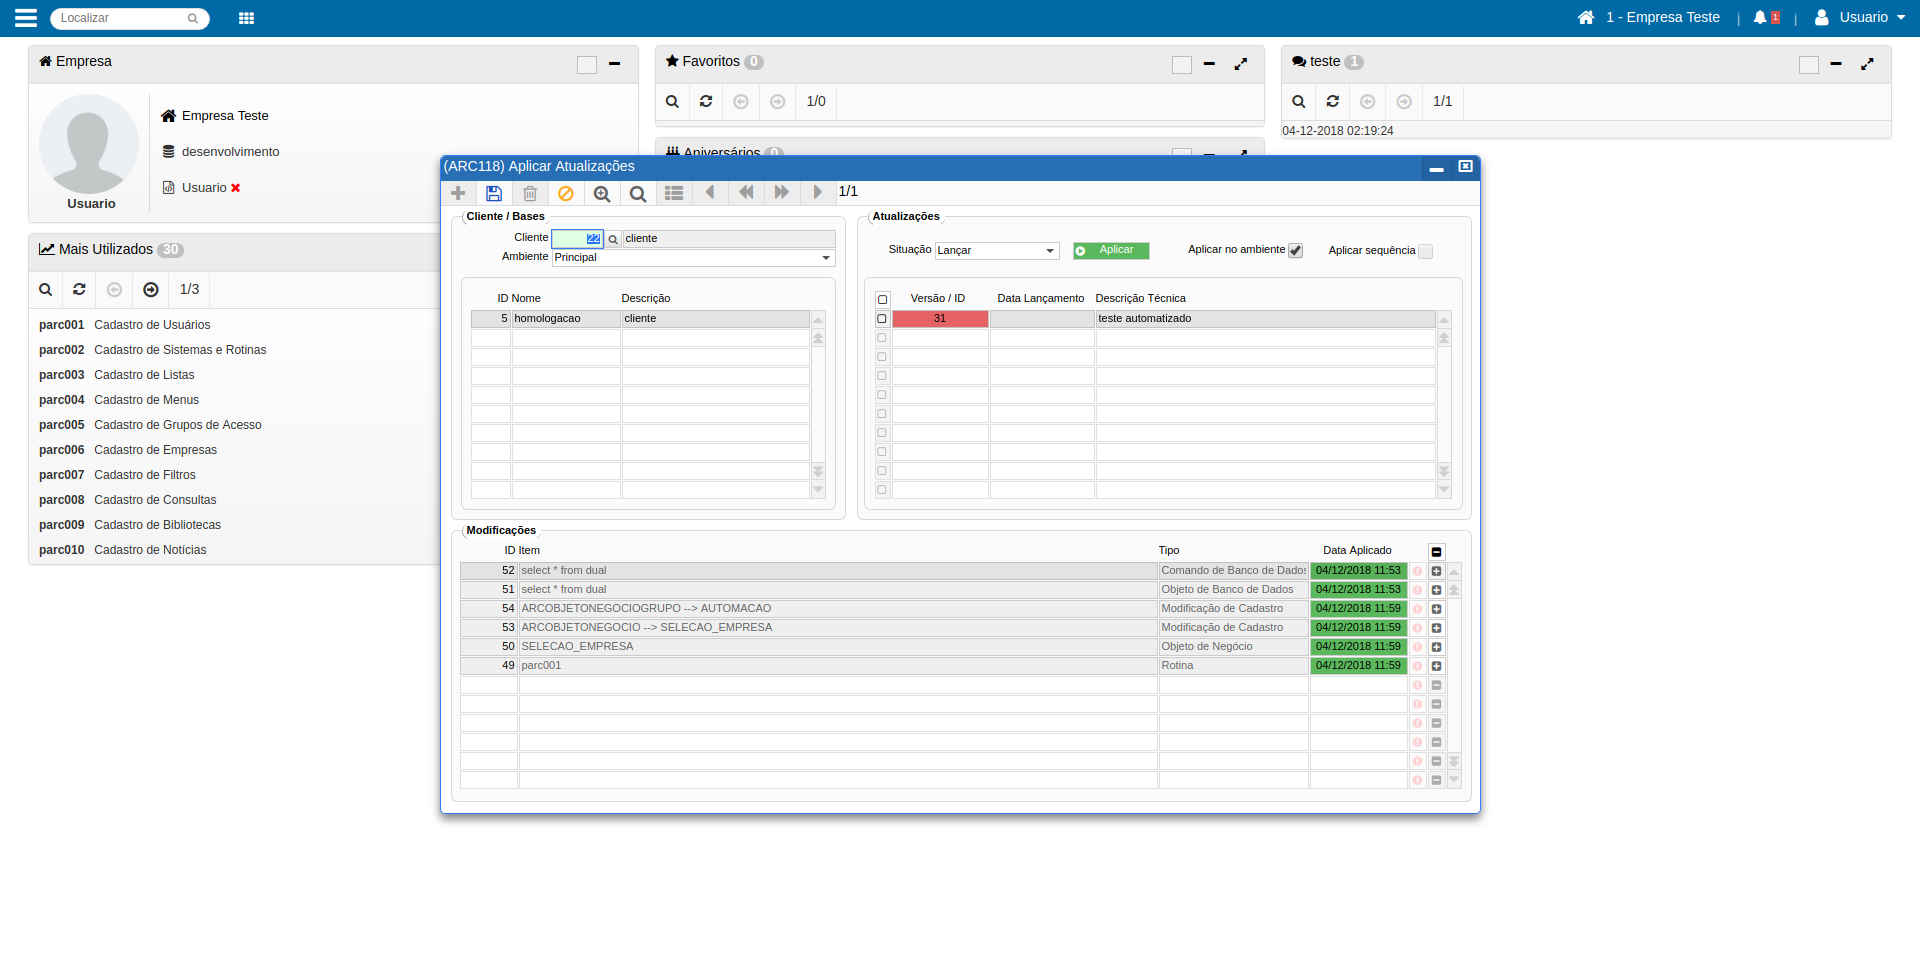 Localizar
1 - Empresa Teste | 1 | Usuario
Empresa
Empresa Teste
desenvolvimento
Usuario
Usuario
Favoritos 0
1/0
teste 1
1/1
04-12-2018 02:19:24
Aniversários 0
Mais Utilizados 30
1/3
parc001 Cadastro de Usuários
parc002 Cadastro de Sistemas e Rotinas
parc003 Cadastro de Listas
parc004 Cadastro de Menus
parc005 Cadastro de Grupos de Acesso
parc006 Cadastro de Empresas
parc007 Cadastro de Filtros
parc008 Cadastro de Consultas
parc009 Cadastro de Bibliotecas
parc010 Cadastro de Notícias
(ARC118) Aplicar Atualizações
1/1
Cliente / Bases
Cliente 22 cliente
Ambiente Principal
ID Nome Descrição
5 homologacao cliente
Atualizações
Situação Lançar Aplicar Aplicar no ambiente Aplicar sequência
Versão / ID Data Lançamento Descrição Técnica
31 teste automatizado
Modificações
ID Item Tipo Data Aplicado
52 select * from dual Comando de Banco de Dados 04/12/2018 11:53
51 select * from dual Objeto de Banco de Dados 04/12/2018 11:53
54 ARCOBJETONEGOCIOGRUPO --> AUTOMACAO Modificação de Cadastro 04/12/2018 11:59
53 ARCOBJETONEGOCIO --> SELECAO_EMPRESA Modificação de Cadastro 04/12/2018 11:59
50 SELECAO_EMPRESA Objeto de Negócio 04/12/2018 11:59
49 parc001 Rotina 04/12/2018 11:59